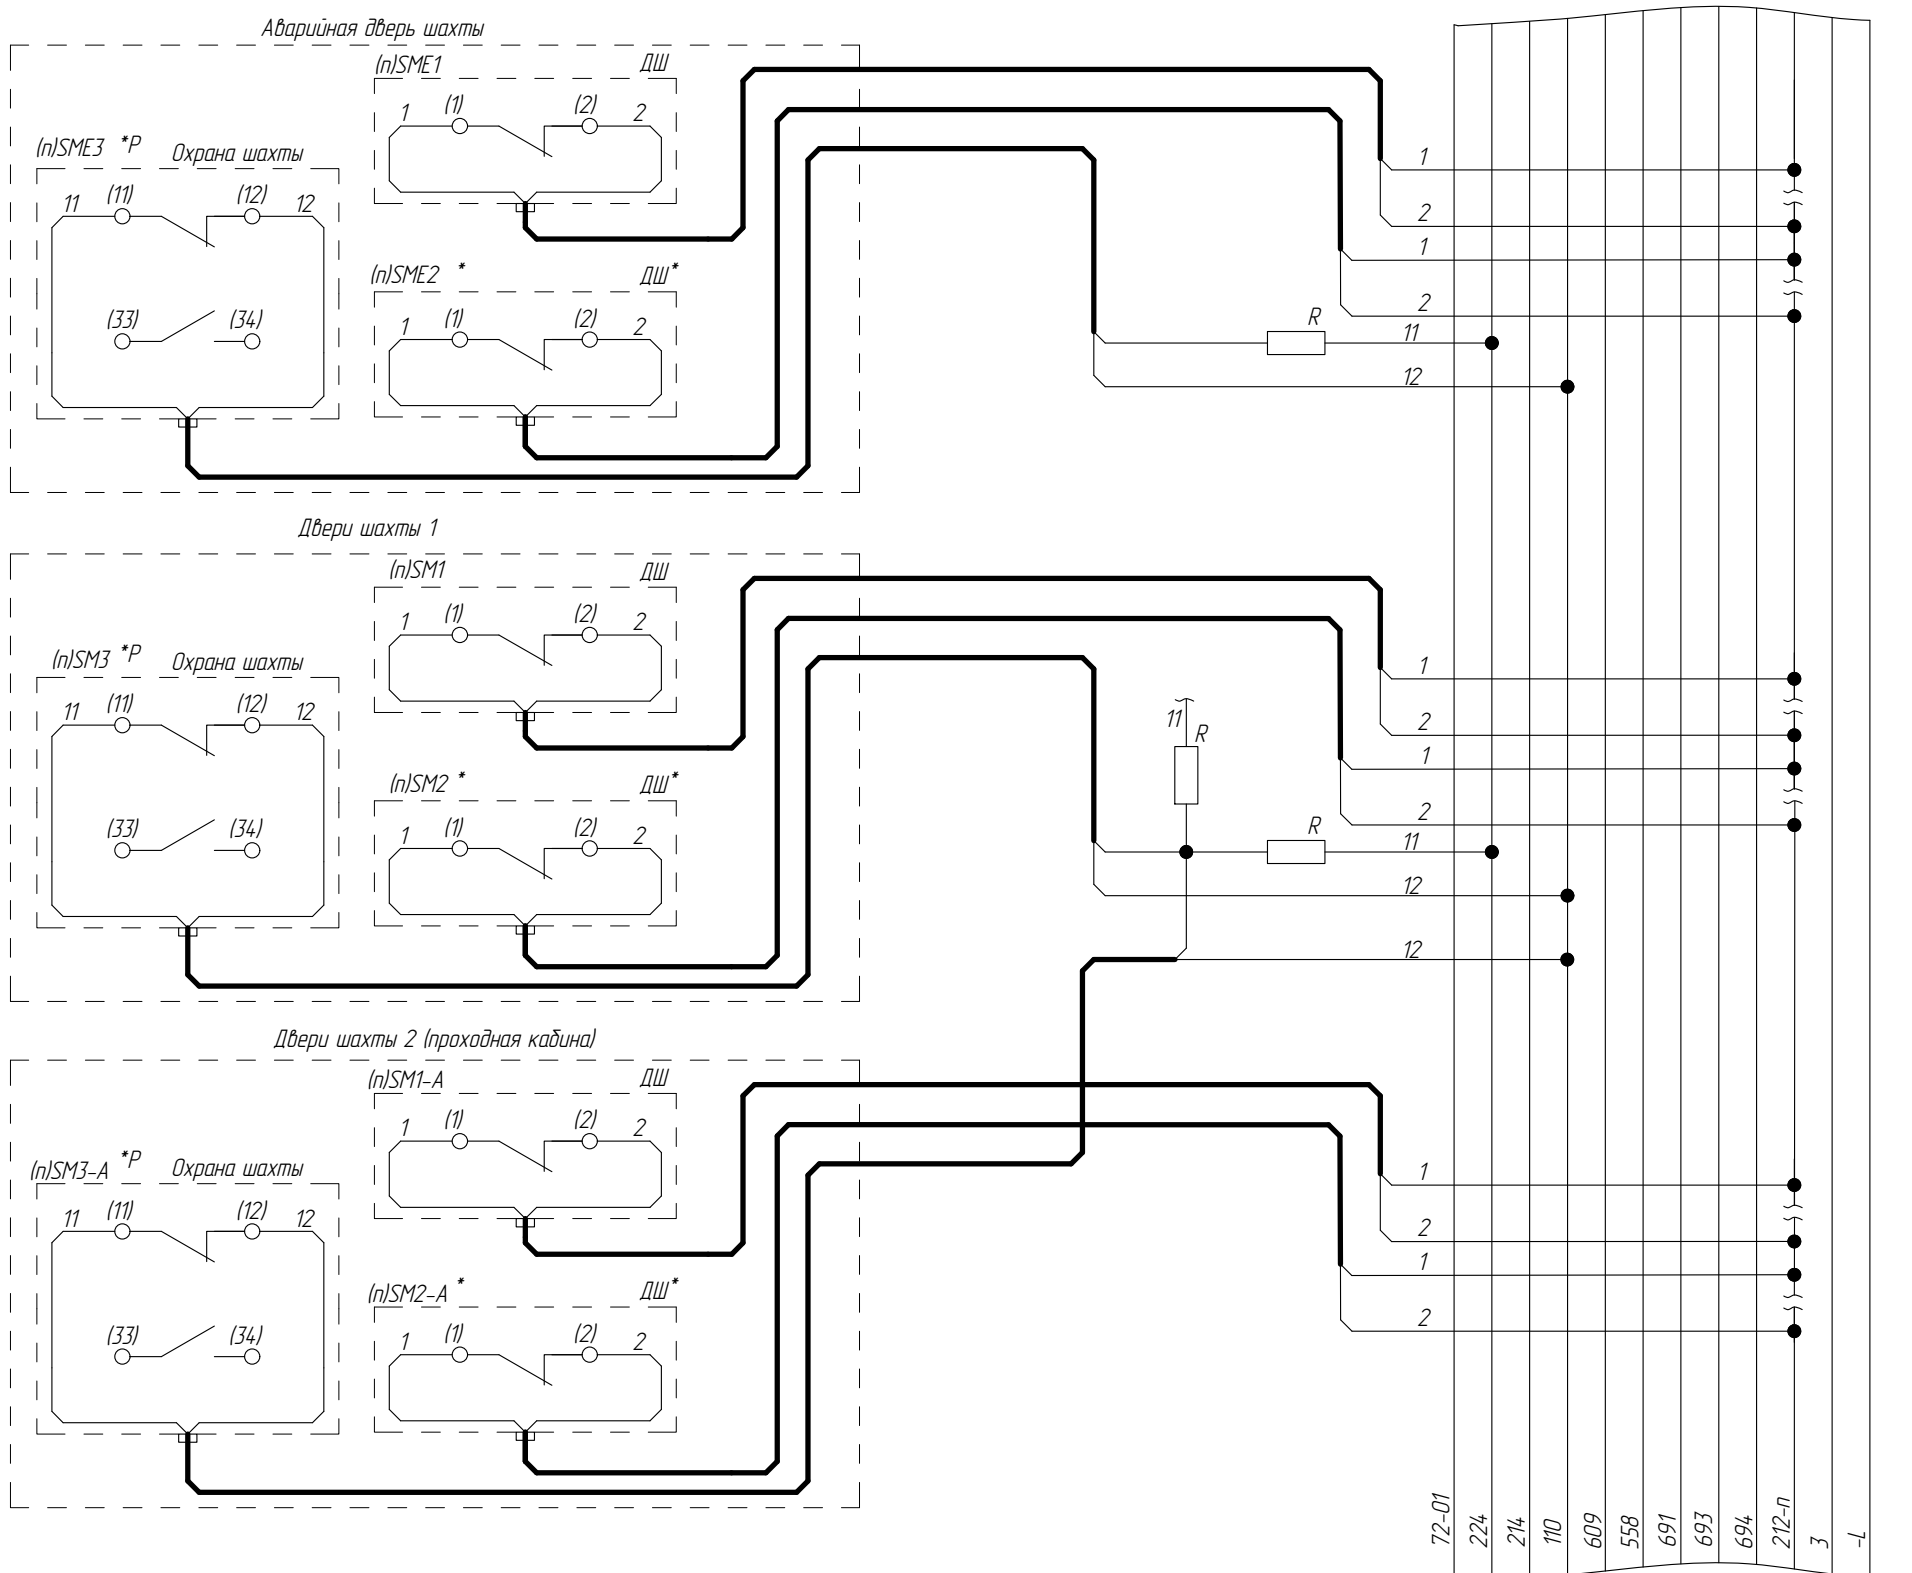 Аварийная дверь шахты
(n)SME1 ДШ
1 (1) (2) 2
(n)SME3 *P Охрана шахты
11 (11) (12) 12
(33) (34)
(n)SME2 * ДШ*
1 (1) (2) 2
1
2
1
2
R 11
12
Двери шахты 1
(n)SM1 ДШ
1 (1) (2) 2
(n)SM3 *P Охрана шахты
11 (11) (12) 12
(33) (34)
(n)SM2 * ДШ*
1 (1) (2) 2
1
2
1
2
11 R
R 11
12
12
Двери шахты 2 (проходная кабина)
(n)SM1-A ДШ
1 (1) (2) 2
(n)SM3-A *P Охрана шахты
11 (11) (12) 12
(33) (34)
(n)SM2-A * ДШ*
1 (1) (2) 2
1
2
1
2
72-01
224
214
110
609
558
691
693
694
212-n
3
-L